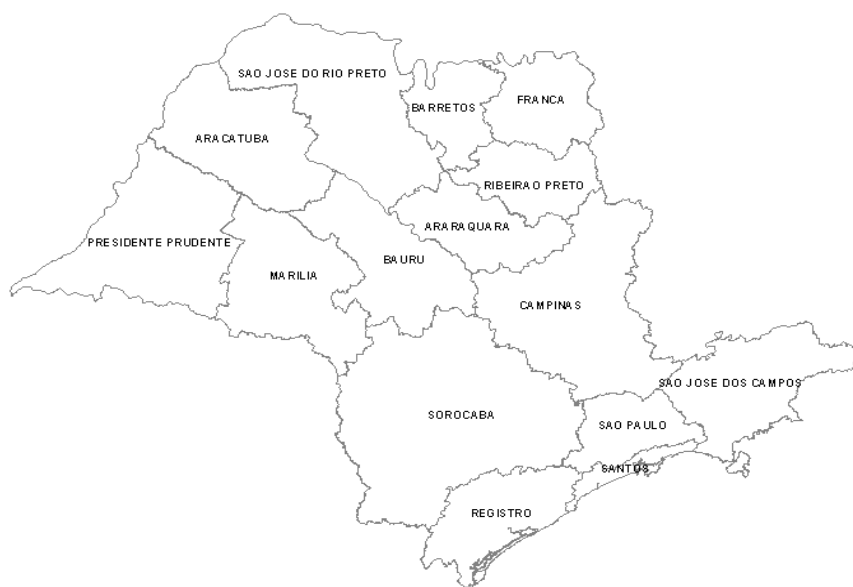 SAO JOSE DO RIO PRETO
BARRETOS
FRANCA
ARACATUBA
RIBEIRAO PRETO
ARARAQUARA
PRESIDENTE PRUDENTE
BAURU
MARILIA
CAMPINAS
SAO JOSE DOS CAMPOS
SOROCABA
SAO PAULO
SANTOS
REGISTRO